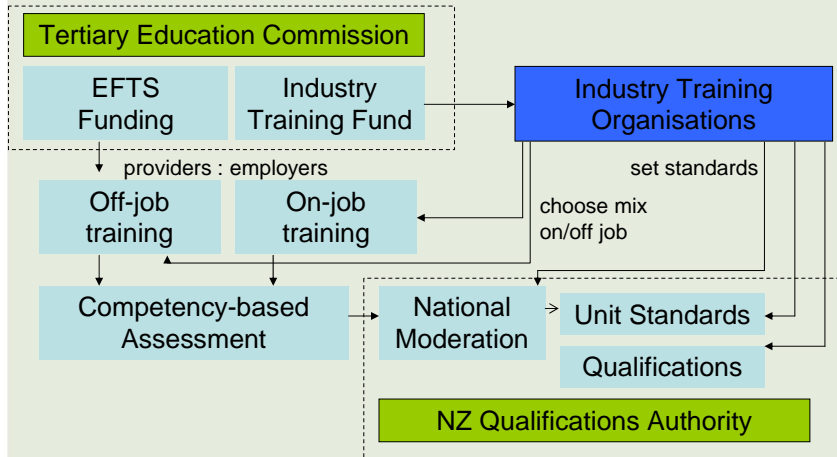 Tertiary Education Commission
EFTS
Funding
Industry
Training Fund
Industry Training
Organisations
providers : employers
set standards
Off-job
training
On-job
training
choose mix
on/off job
Competency-based
Assessment
National
Moderation
Unit Standards
Qualifications
NZ Qualifications Authority